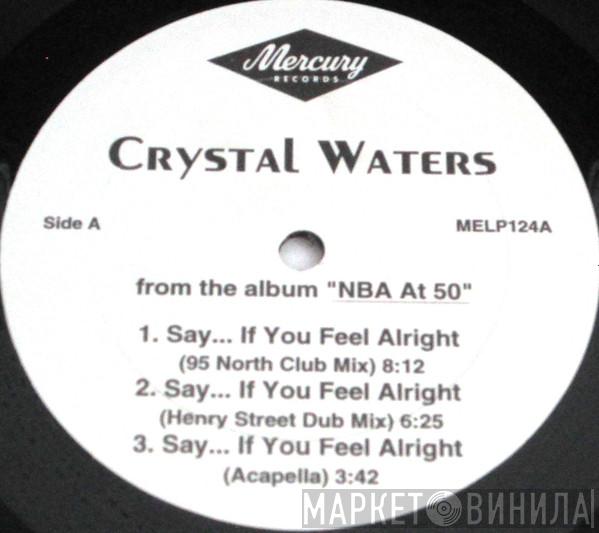 Mercury
RECORDS
CRYSTAL WATERS
Side A
MELP124A
from the album "NBA At 50"
1. Say... If You Feel Alright
(95 North Club Mix) 8:12
2. Say... If You Feel Alright
(Henry Street Dub Mix) 6:25
3. Say... If You Feel Alright
(Acapella) 3:42
МАРКЕТ ВИНИЛА